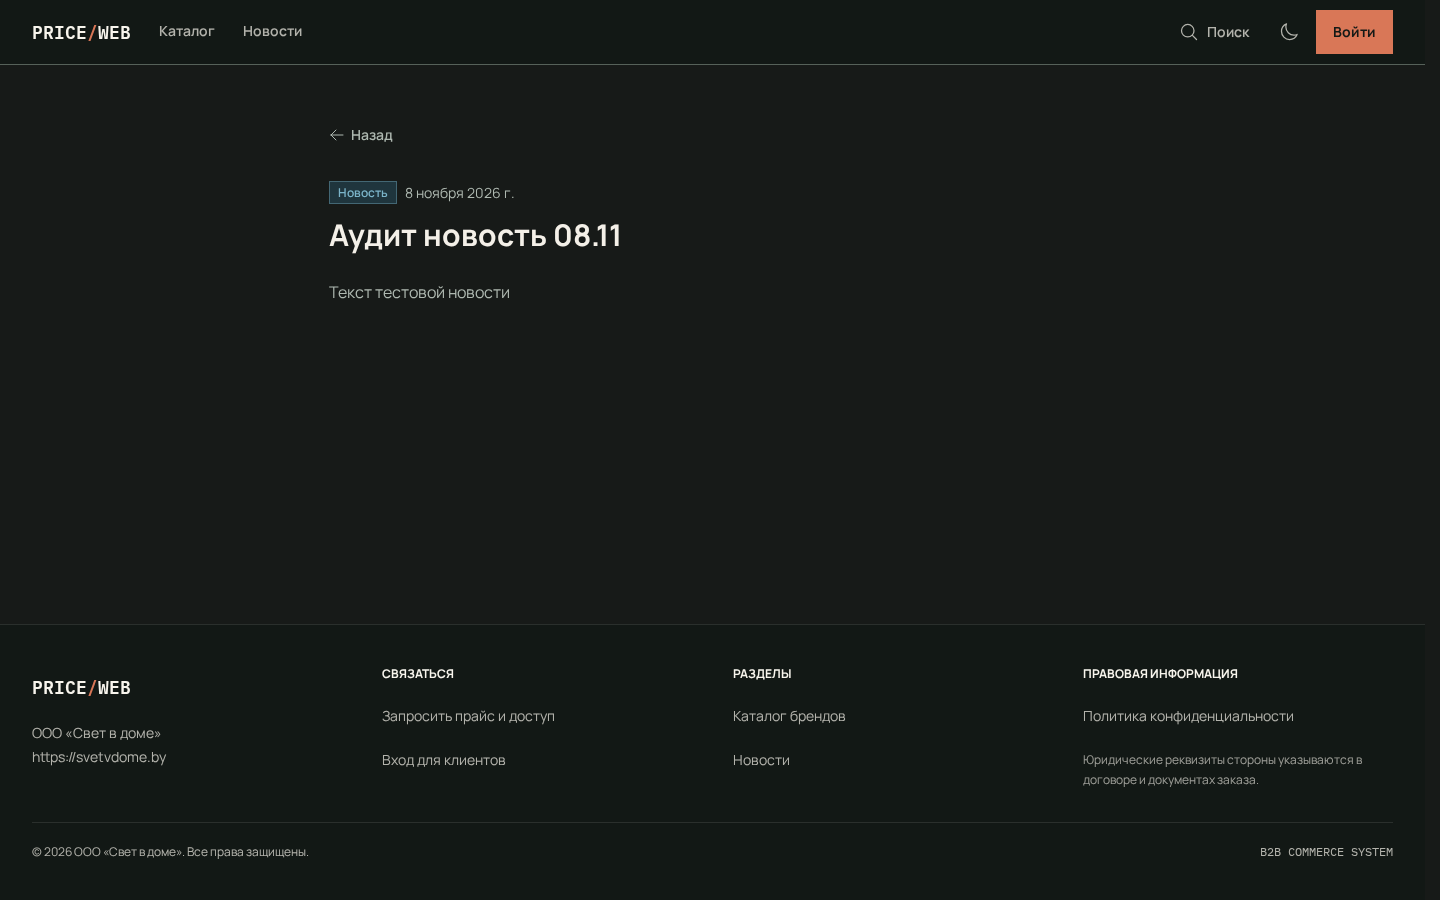 PRICE/WEB
Каталог
Новости
Поиск
Войти
Назад
Новость
8 ноября 2026 г.
Аудит новость 08.11
Текст тестовой новости
PRICE/WEB
ООО «Свет в доме»
https://svetvdome.by
СВЯЗАТЬСЯ
Запросить прайс и доступ
Вход для клиентов
РАЗДЕЛЫ
Каталог брендов
Новости
ПРАВОВАЯ ИНФОРМАЦИЯ
Политика конфиденциальности
Юридические реквизиты стороны указываются в
договоре и документах заказа.
© 2026 ООО «Свет в доме». Все права защищены.
B2B COMMERCE SYSTEM